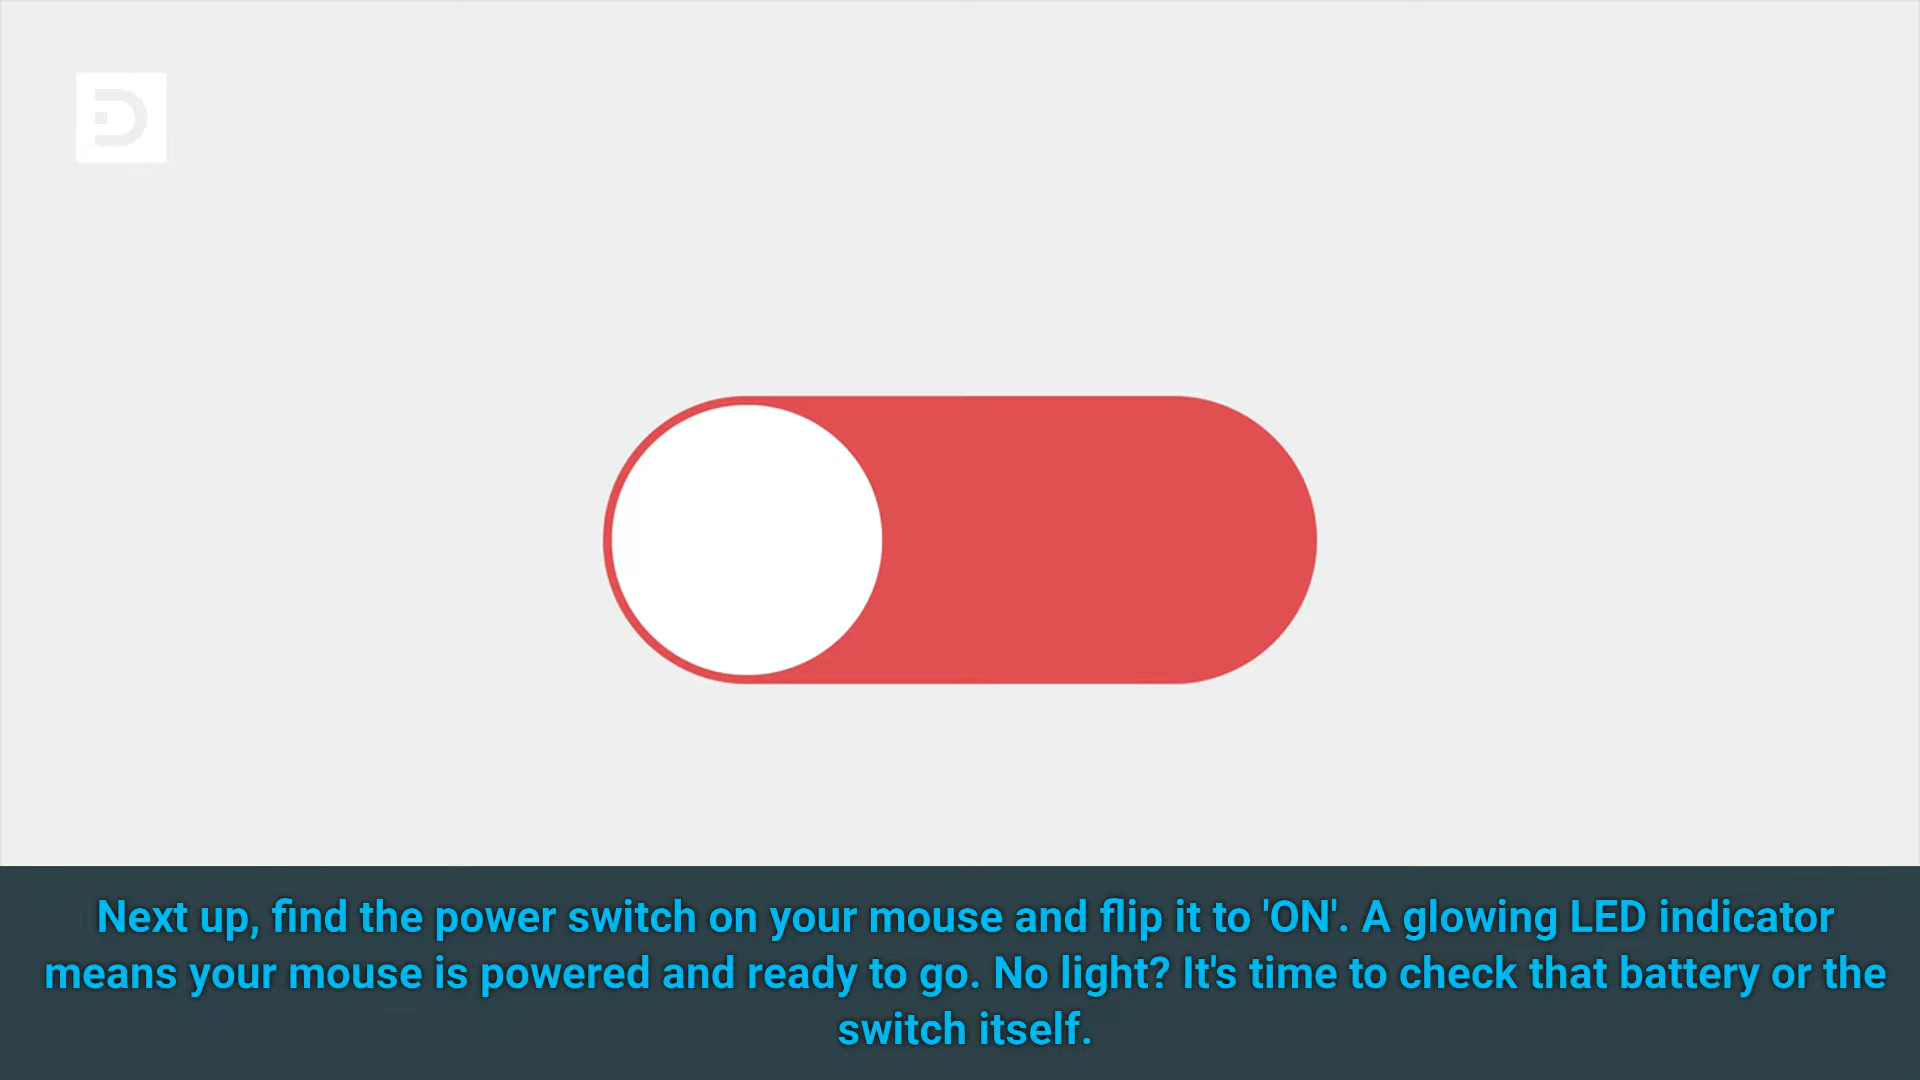 Next up, find the power switch on your mouse and flip it to 'ON'. A glowing LED indicator
means your mouse is powered and ready to go. No light? It's time to check that battery or the
switch itself.